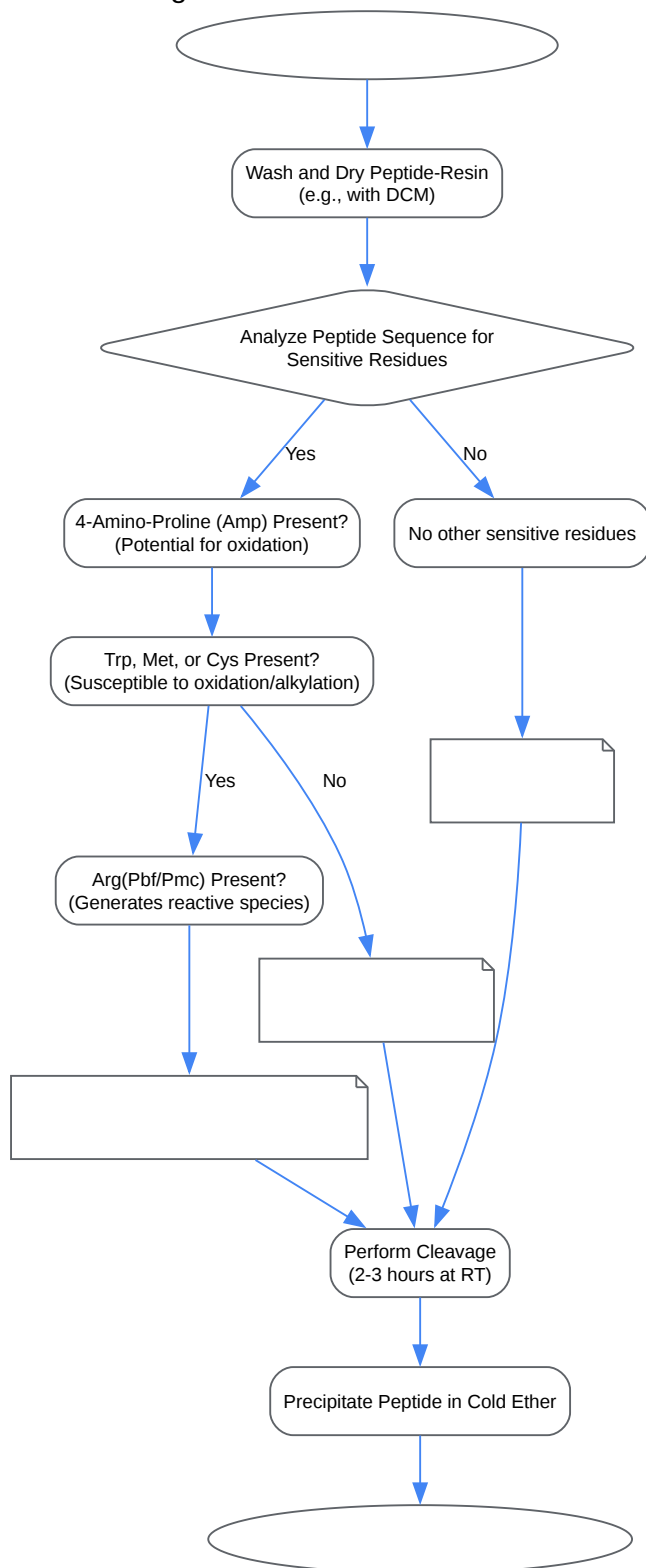 Wash and Dry Peptide-Resin
(e.g., with DCM)
Analyze Peptide Sequence for
Sensitive Residues
Yes
No
4-Amino-Proline (Amp) Present?
(Potential for oxidation)
No other sensitive residues
Trp, Met, or Cys Present?
(Susceptible to oxidation/alkylation)
Yes
No
Arg(Pbf/Pmc) Present?
(Generates reactive species)
Perform Cleavage
(2-3 hours at RT)
Precipitate Peptide in Cold Ether